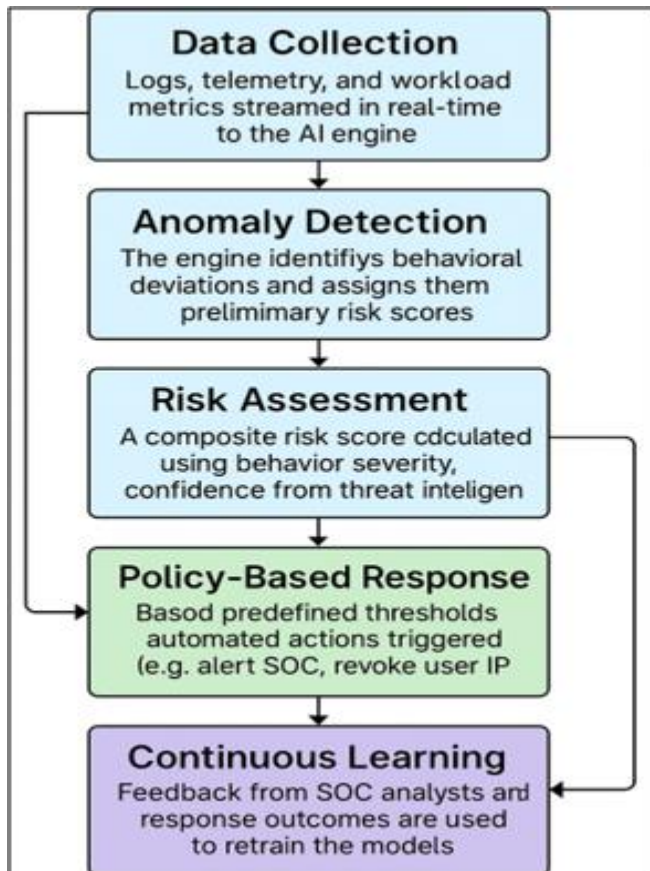 Data Collection
Logs, telemetry, and workload
metrics streamed in real-time
to the AI engine
Anomaly Detection
The engine identifiys behavioral
deviations and assigns them
prelimimary risk scores
Risk Assessment
A composite risk score cdculated
using behavior severity,
confidence from threat inteligen
Policy-Based Response
Basod predefined thresholds
automated actions triggered
(e.g. alert SOC, revoke user IP
Continuous Learning
Feedback from SOC analysts and
response outcomes are used
to retrain the models